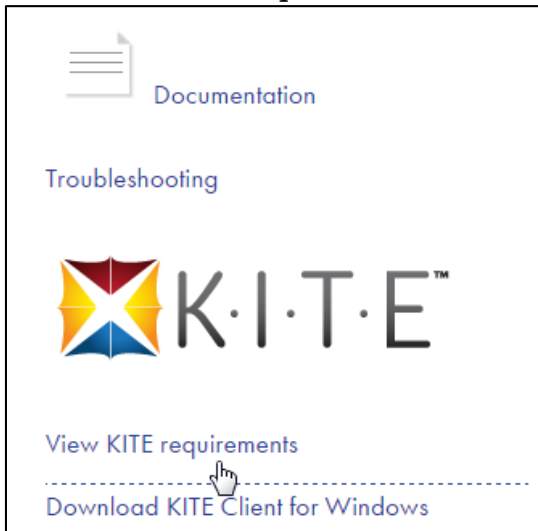 Documentation
Troubleshooting
K·I·T·E™
View KITE requirements
Download KITE Client for Windows